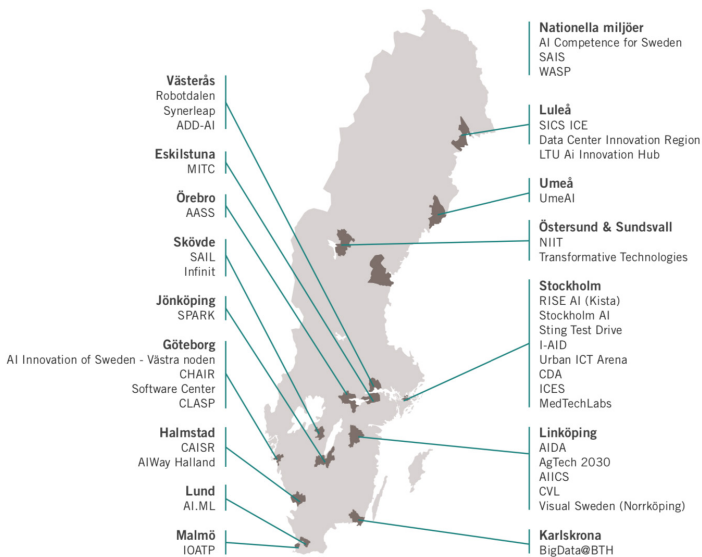 Västerås
Robotdalen
Synerleap
ADD-AI
Eskilstuna
MITC
Örebro
AASS
Skövde
SAIL
Infinit
Jönköping
SPARK
Göteborg
AI Innovation of Sweden - Västra noden
CHAIR
Software Center
CLASP
Halmstad
CAISR
AIWay Halland
Lund
AI.ML
Malmö
IOATP
Nationella miljöer
AI Competence for Sweden
SAIS
WASP
Luleå
SICS ICE
Data Center Innovation Region
LTU Ai Innovation Hub
Umeå
UmeAI
Östersund & Sundsvall
NIIT
Transformative Technologies
Stockholm
RISE AI (Kista)
Stockholm AI
Sting Test Drive
I-AID
Urban ICT Arena
CDA
ICES
MedTechLabs
Linköping
AIDA
AgTech 2030
AIICS
CVL
Visual Sweden (Norrköping)
Karlskrona
BigData@BTH